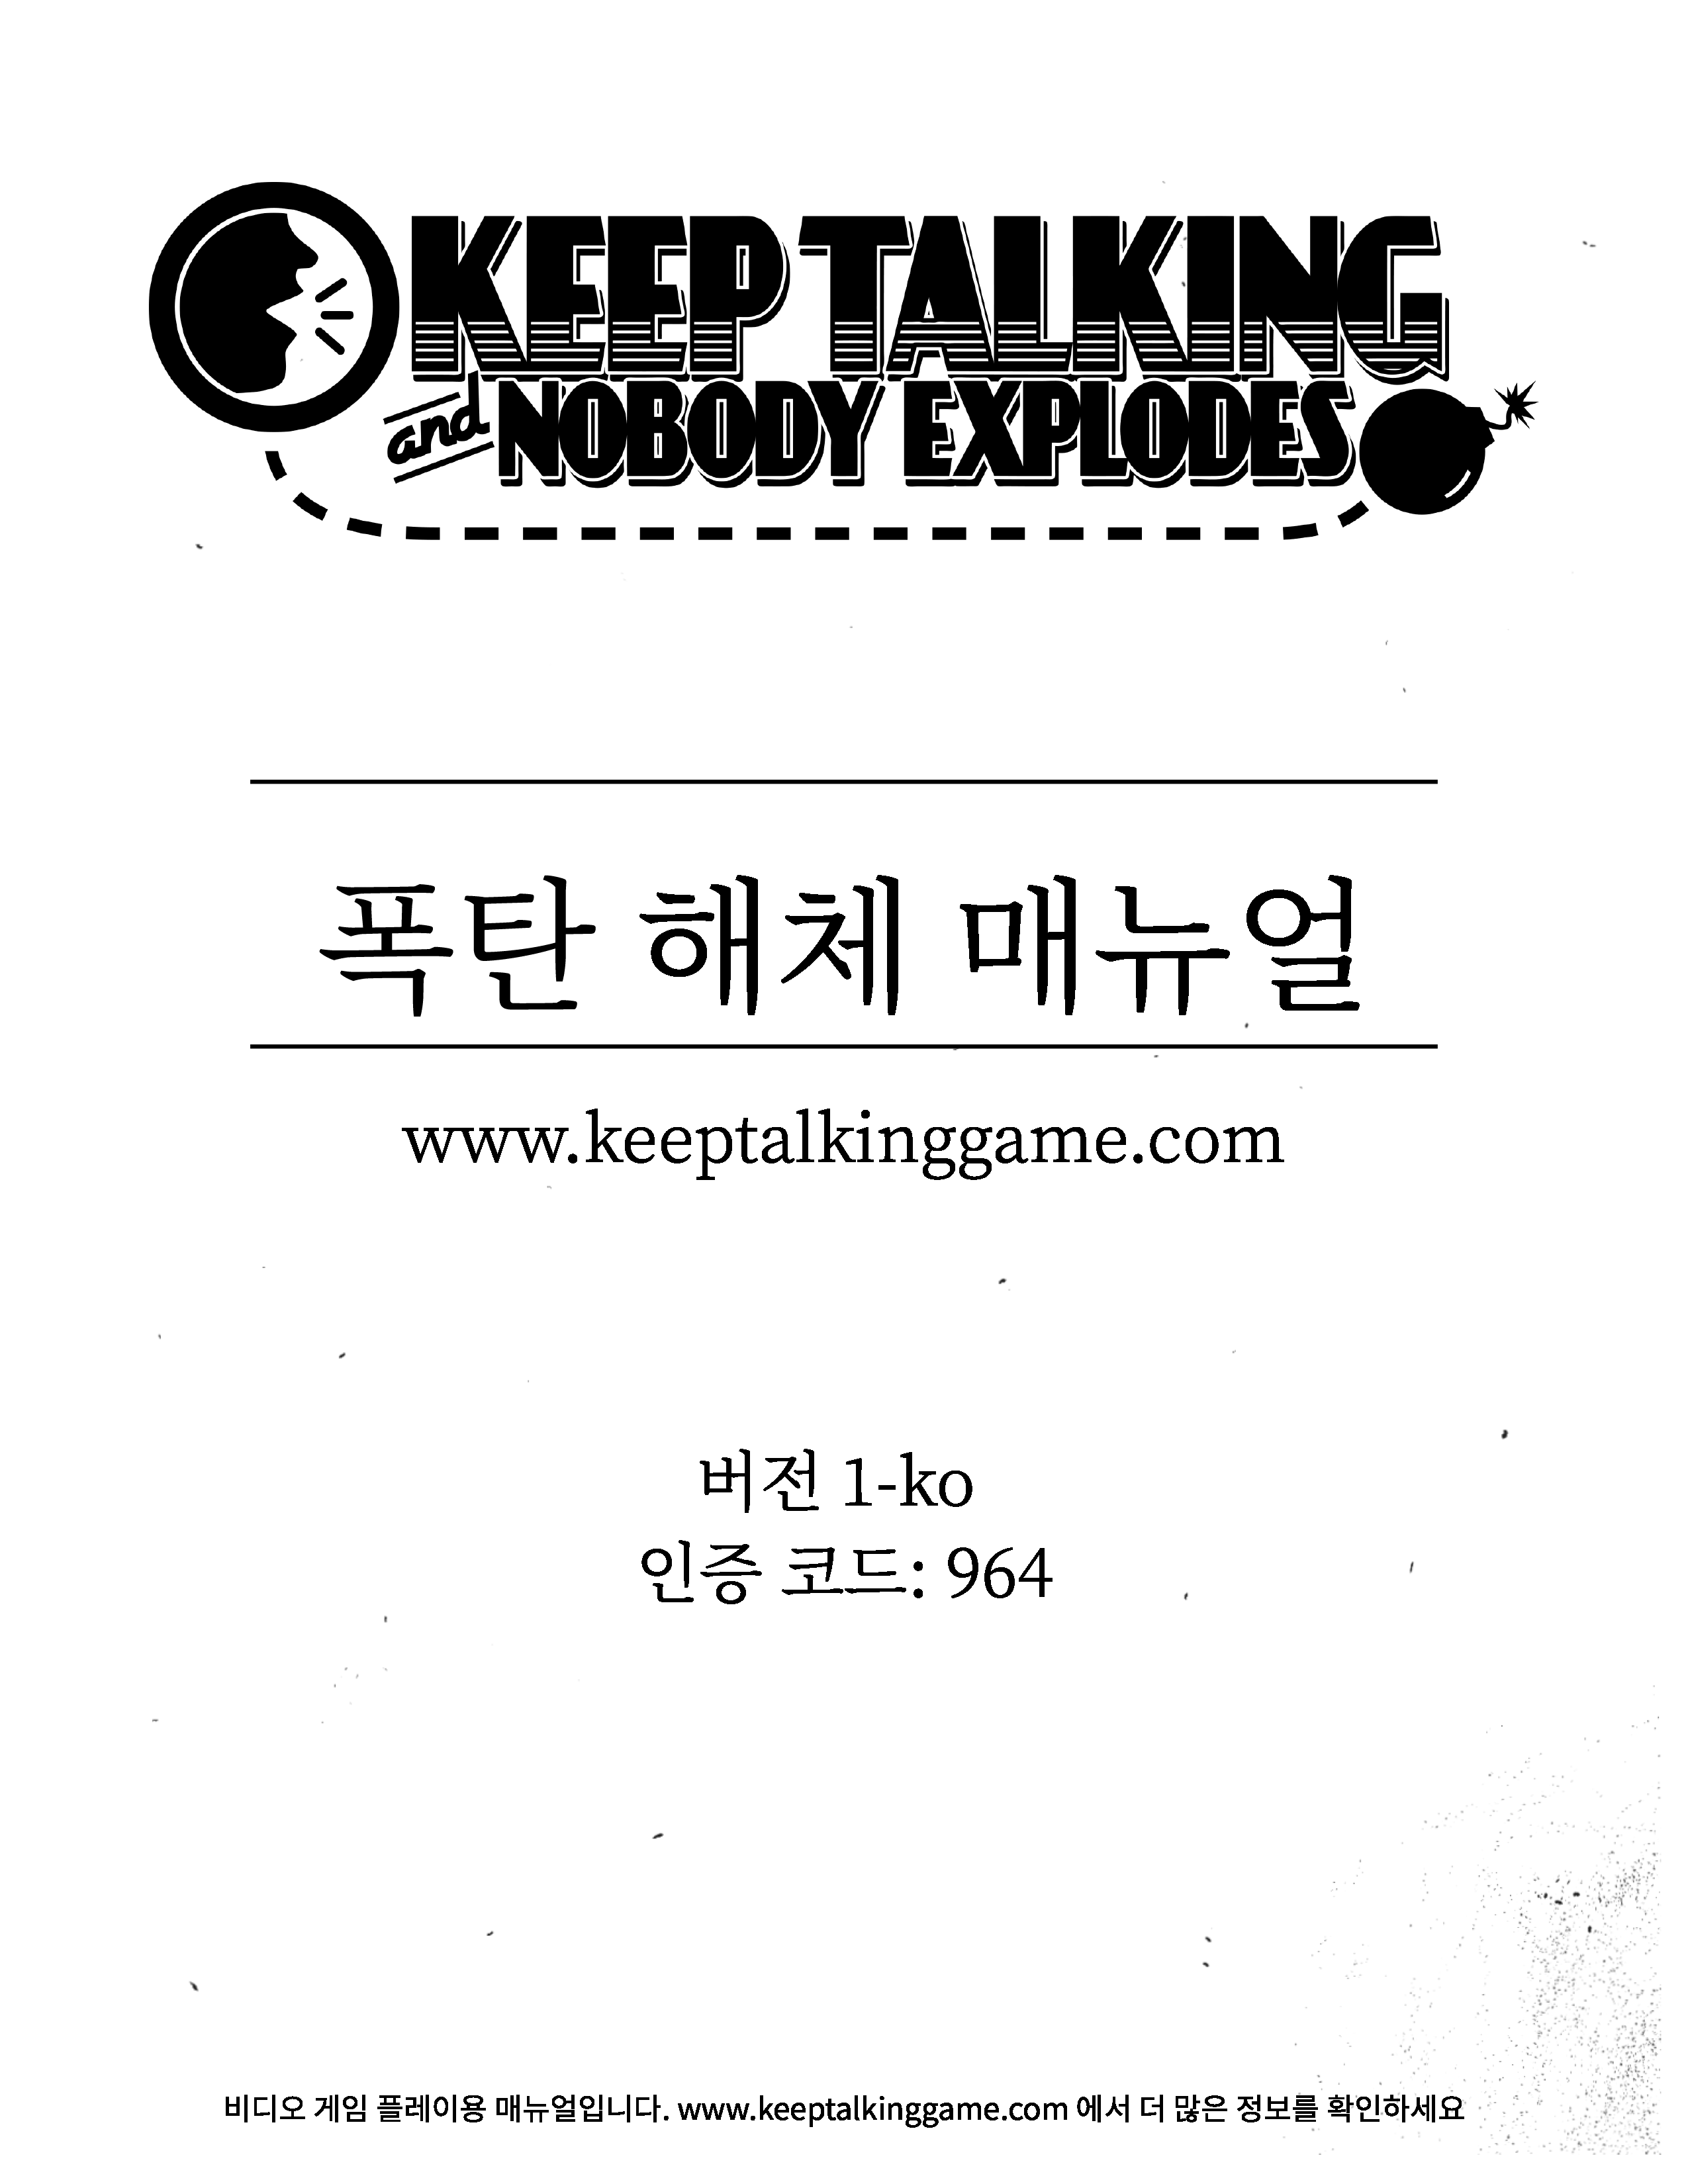 KEEP TALKING
and NOBODY EXPLODES
폭탄 해체 매뉴얼
www.keeptalkinggame.com
버전 1-ko
인증 코드: 964
비디오 게임 플레이용 매뉴얼입니다. www.keeptalkinggame.com 에서 더 많은 정보를 확인하세요